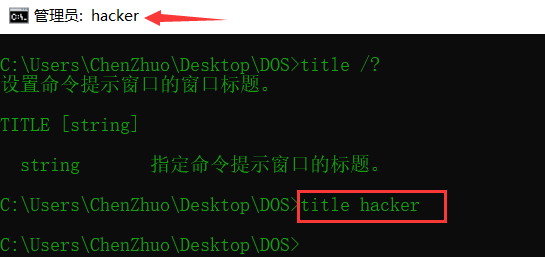 管理员: hacker
C:\Users\ChenZhuo\Desktop\DOS>title /?
设置命令提示窗口的窗口标题。
TITLE [string]
string 指定命令提示窗口的标题。
C:\Users\ChenZhuo\Desktop\DOS>title hacker
C:\Users\ChenZhuo\Desktop\DOS>